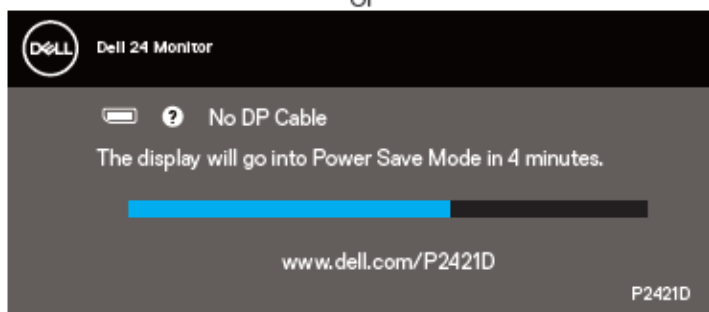 or
DELL Dell 24 Monitor
? No DP Cable
The display will go into Power Save Mode in 4 minutes.
www.dell.com/P2421D
P2421D